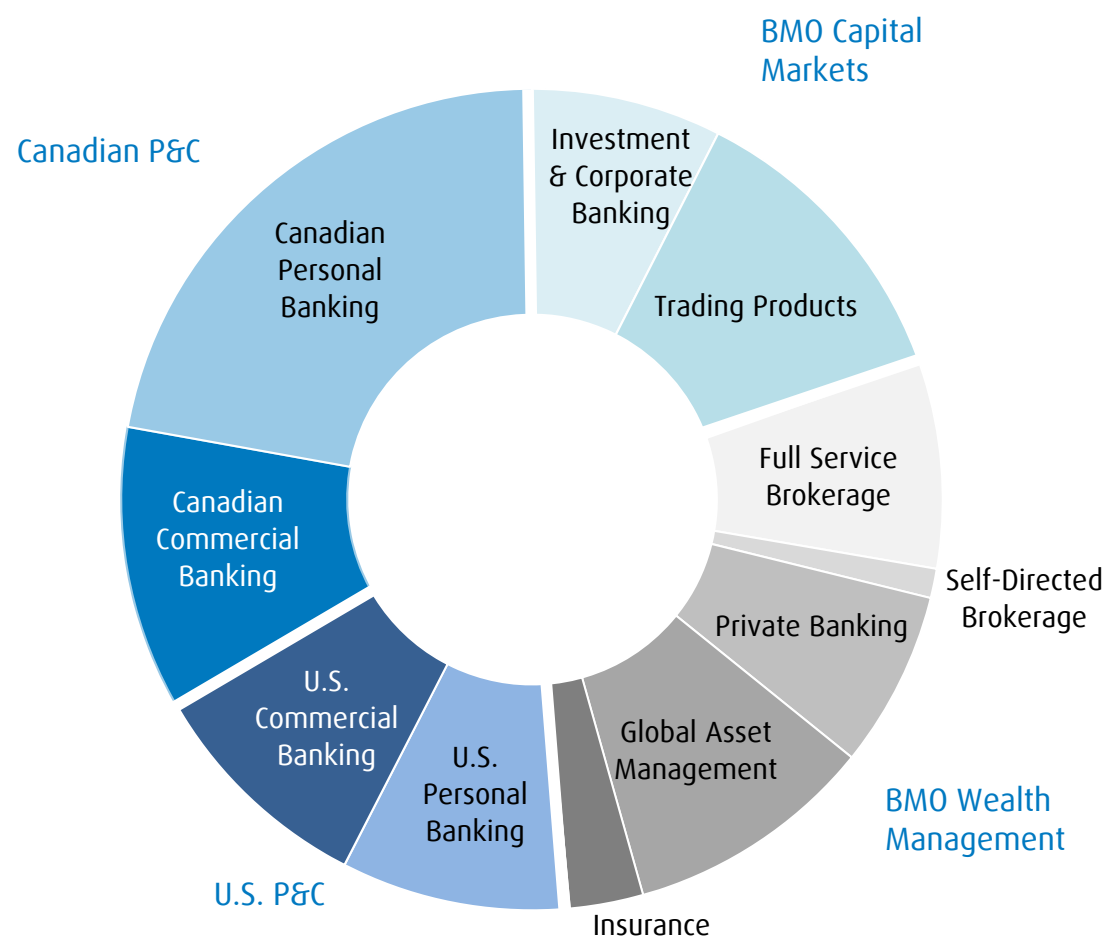 BMO Capital
Markets
Canadian P&C
Investment
& Corporate
Banking
Canadian
Personal
Banking
Trading Products
Full Service
Brokerage
Canadian
Commercial
Banking
Self-Directed
Brokerage
Private Banking
U.S.
Commercial
Banking
Global Asset
Management
U.S.
Personal
Banking
BMO Wealth
Management
U.S. P&C
Insurance